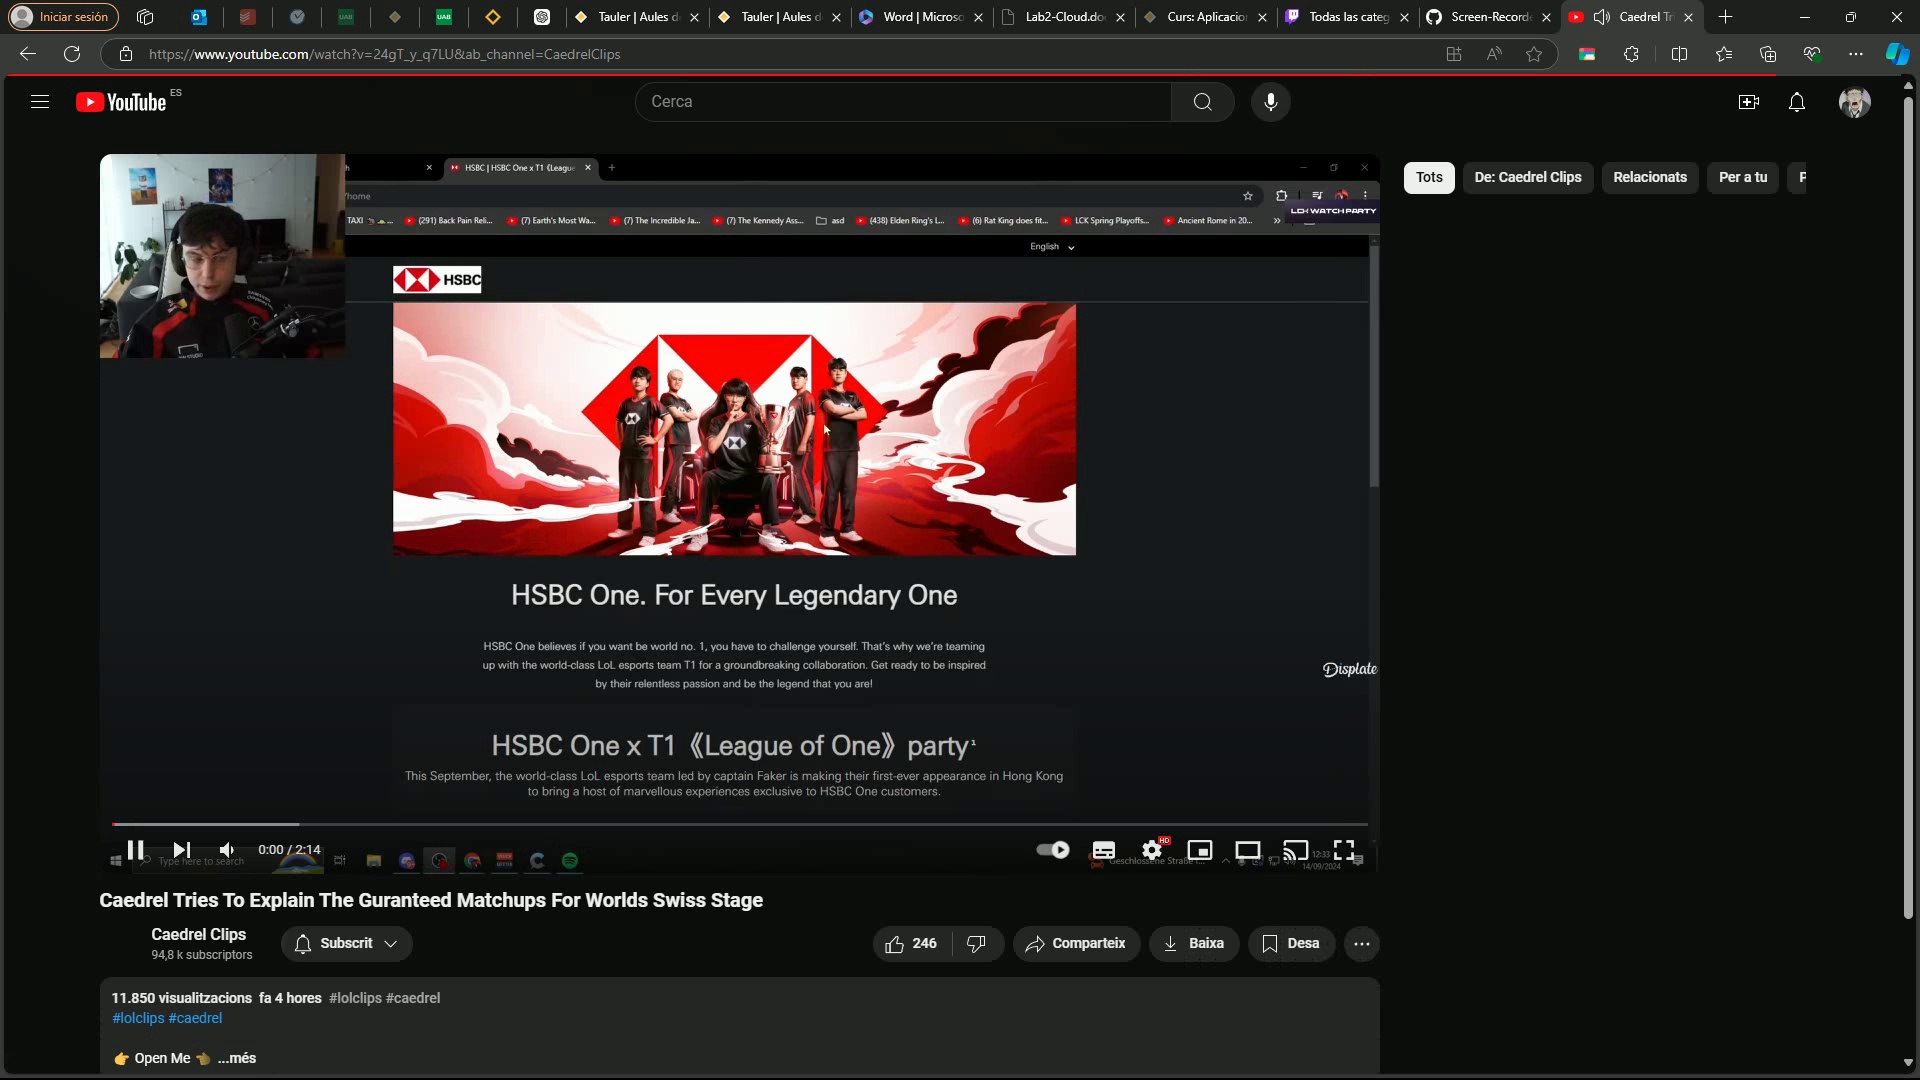 Iniciar sesión
UAB
UAB
Tauler | Aules d
Tauler | Aules d
Word | Microso
Lab2-Cloud.do
Curs: Aplicacio
Todas las categ
Screen-Record
Caedrel Tr
https://www.youtube.com/watch?v=24gT_y_q7LU&ab_channel=CaedrelClips
YouTube ES
Cerca
Tots
De: Caedrel Clips
Relacionats
Per a tu
P
HSBC | HSBC One x T1 《League
home
TAXI
(291) Back Pain Reli...
(7) Earth's Most Wa...
(7) The Incredible Ja...
(7) The Kennedy Ass...
asd
(438) Elden Ring's L...
(6) Rat King does fit...
LCK Spring Playoffs...
Ancient Rome in 20...
LCK WATCH PARTY
English
HSBC
HSBC One. For Every Legendary One
HSBC One believes if you want be world no. 1, you have to challenge yourself. That's why we're teaming
up with the world-class LoL esports team T1 for a groundbreaking collaboration. Get ready to be inspired
by their relentless passion and be the legend that you are!
Displate
HSBC One x T1 《League of One》 party¹
This September, the world-class LoL esports team led by captain Faker is making their first-ever appearance in Hong Kong
to bring a host of marvellous experiences exclusive to HSBC One customers.
0:00 / 2:14
HD
Type here to search
Geschlossene Straße
12:33
14/09/2024
Caedrel Tries To Explain The Guranteed Matchups For Worlds Swiss Stage
Caedrel Clips
94,8 k subscriptors
Subscrit
246
Comparteix
Baixa
Desa
11.850 visualitzacions fa 4 hores #lolclips #caedrel
#lolclips #caedrel
👉 Open Me 👈 ...més